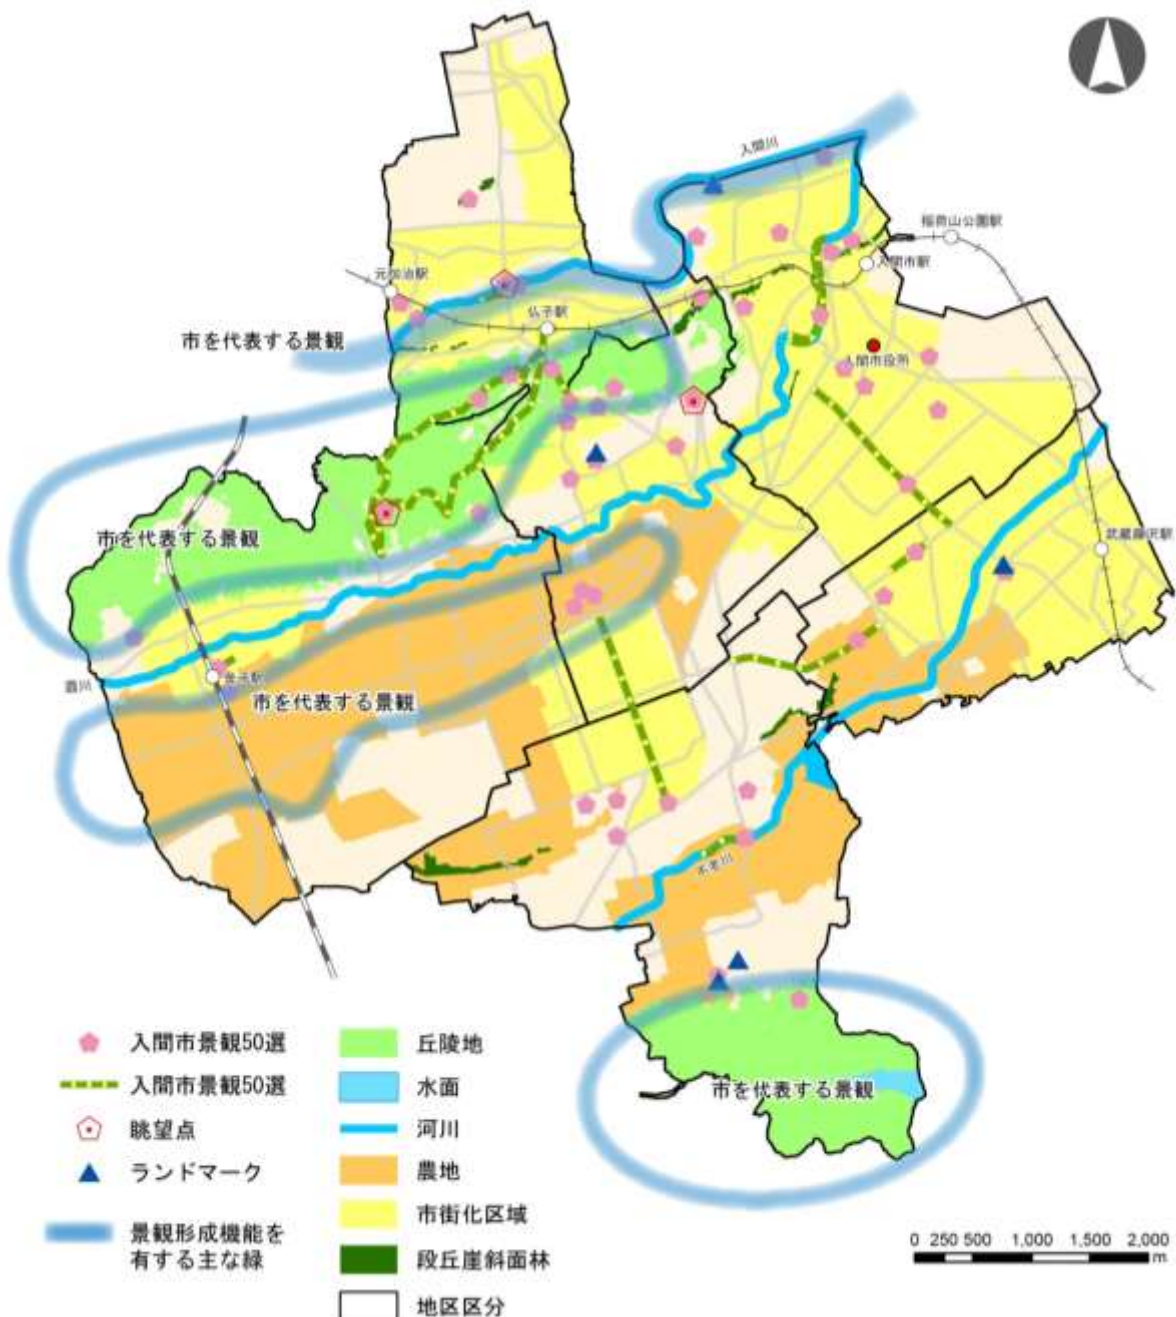 入間川
稲荷山公園駅
入間市駅
元加治駅
仏子駅
市を代表する景観
入間市役所
市を代表する景観
武蔵藤沢駅
霞川
金子駅
市を代表する景観
不老川
市を代表する景観
入間市景観50選
入間市景観50選
眺望点
ランドマーク
景観形成機能を
有する主な緑
丘陵地
水面
河川
農地
市街化区域
段丘崖斜面林
地区区分
0 250 500 1,000 1,500 2,000
m